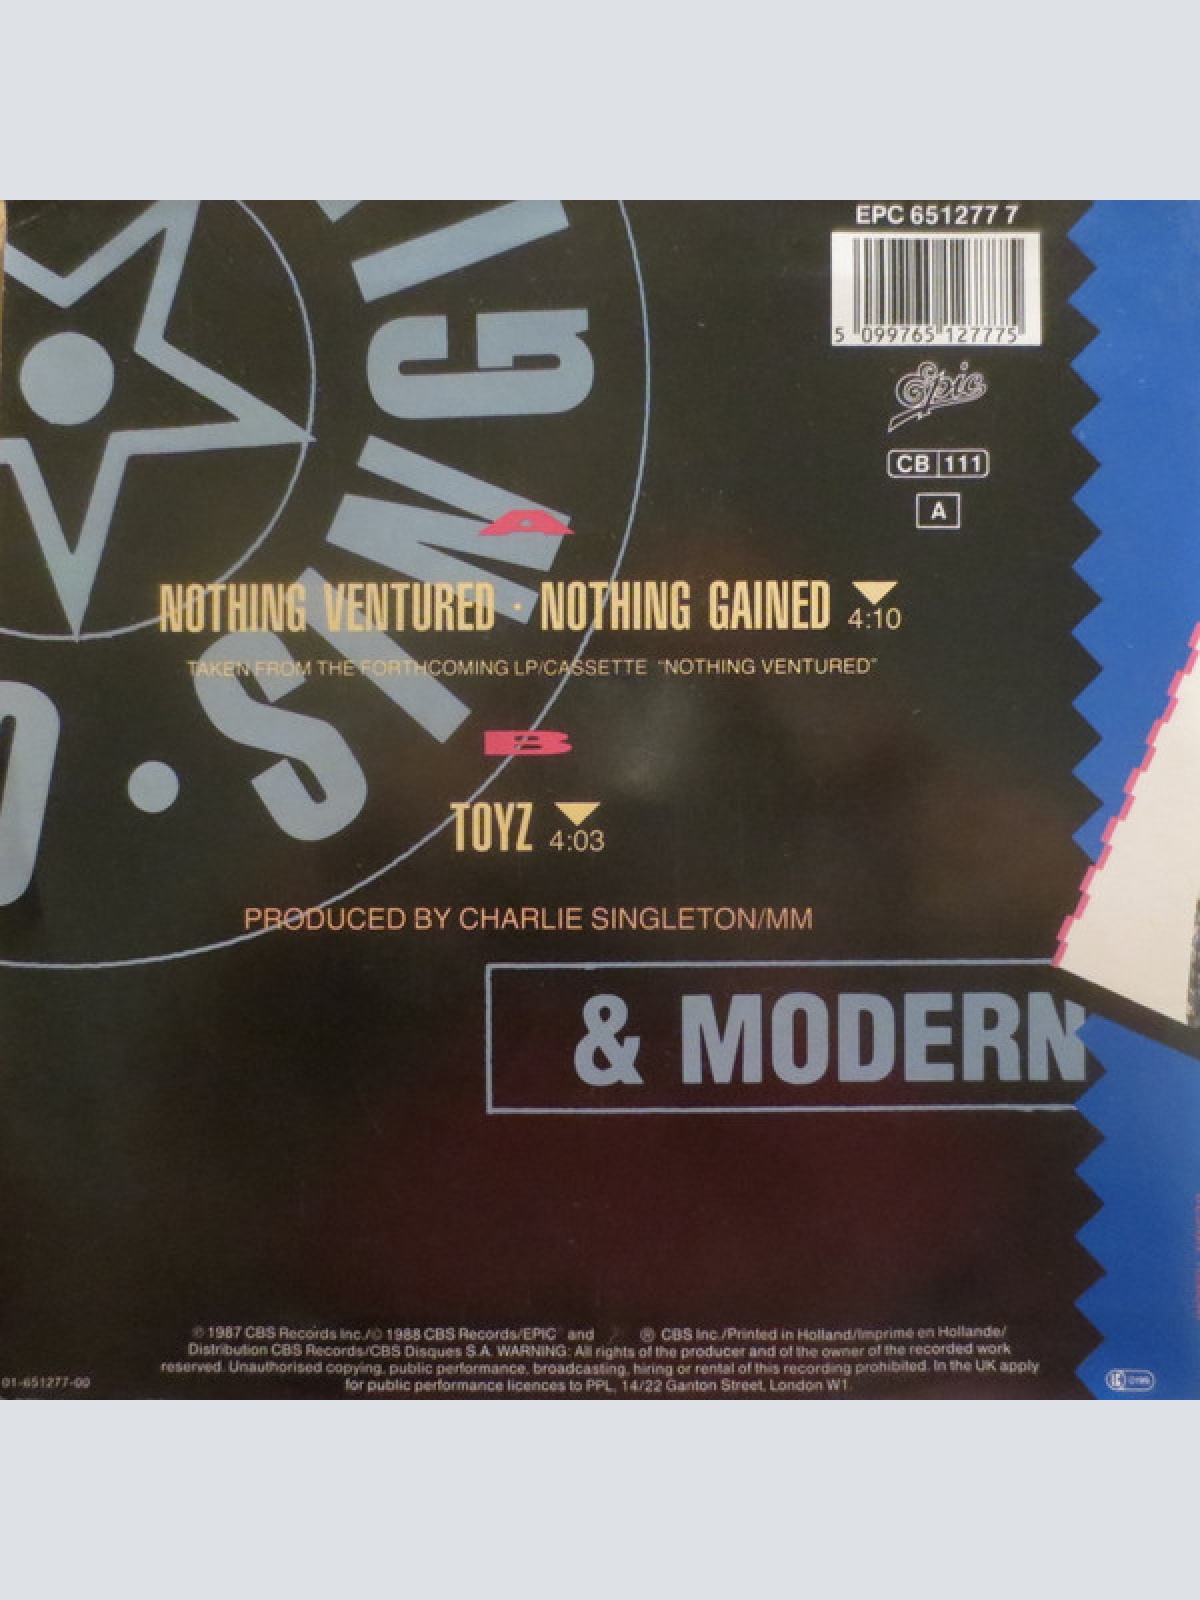 EPC 651277 7
5 099765 127775
Epic
CB 111
A
SING
A
NOTHING VENTURED · NOTHING GAINED 4:10
TAKEN FROM THE FORTHCOMING LP/CASSETTE "NOTHING VENTURED"
B
TOYZ 4:03
PRODUCED BY CHARLIE SINGLETON/MM
& MODERN
℗ 1987 CBS Records Inc./© 1988 CBS Records/EPIC and ® CBS Inc./Printed in Holland/Imprimé en Hollande/
Distribution CBS Records/CBS Disques S.A. WARNING: All rights of the producer and of the owner of the recorded work
reserved. Unauthorised copying, public performance, broadcasting, hiring or rental of this recording prohibited. In the UK apply
for public performance licences to PPL, 14/22 Ganton Street, London W1.
01-651277-00